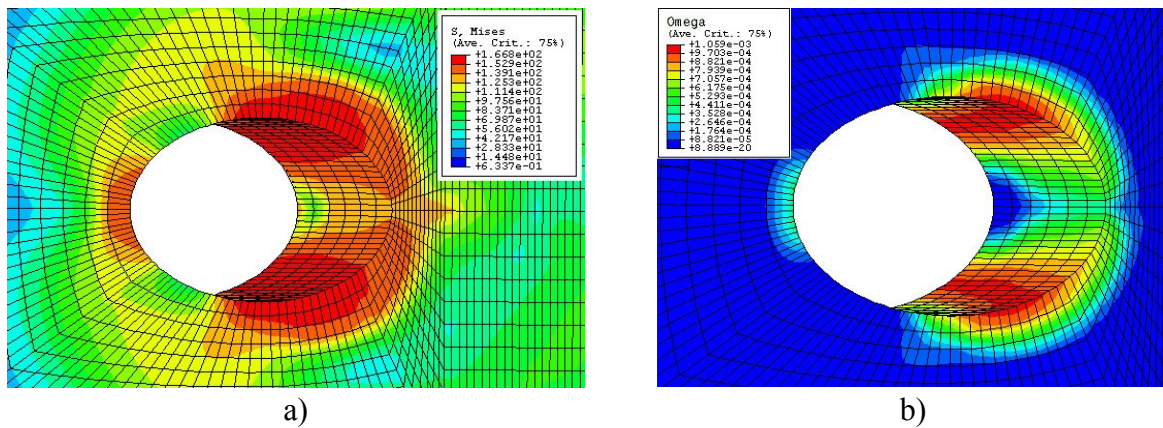 S, Mises
(Ave. Crit.: 75%)
+1.668e+02
+1.529e+02
+1.391e+02
+1.253e+02
+1.114e+02
+9.756e+01
+8.371e+01
+6.987e+01
+5.602e+01
+4.217e+01
+2.833e+01
+1.448e+01
+6.337e-01
Omega
(Ave. Crit.: 75%)
+1.059e-03
+9.703e-04
+8.821e-04
+7.939e-04
+7.057e-04
+6.175e-04
+5.293e-04
+4.411e-04
+3.528e-04
+2.646e-04
+1.764e-04
+8.821e-05
+8.889e-20
a)
b)